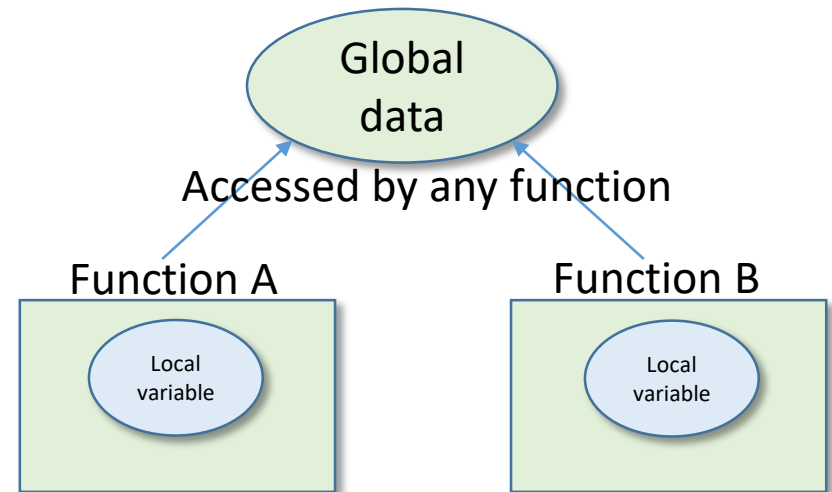 Global
data
Accessed by any function
Function A
Function B
Local
variable
Local
variable